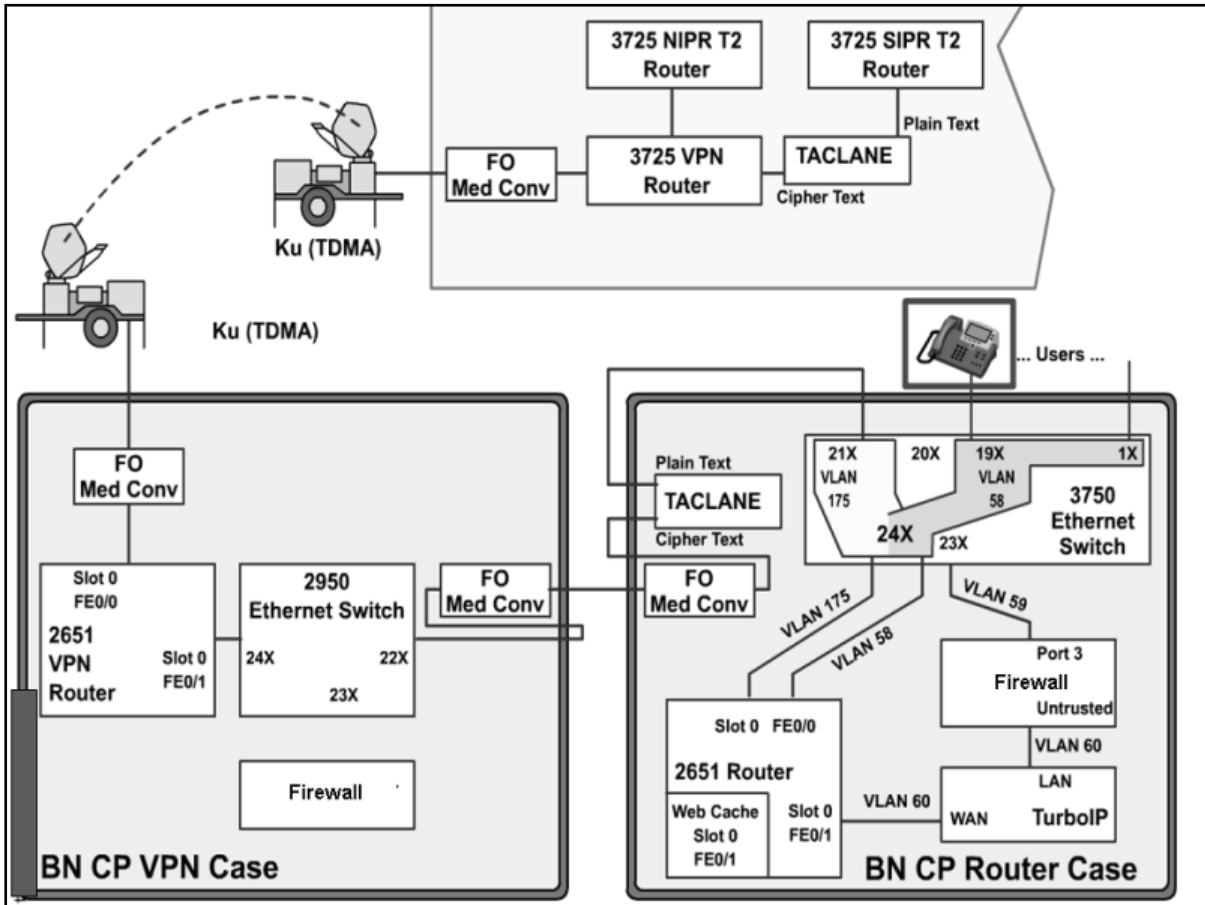 3725 NIPR T2
Router
3725 SIPR T2
Router
Plain Text
FO
Med Conv
3725 VPN
Router
TACLANE
Cipher Text
Ku (TDMA)
Ku (TDMA)
... Users ...
FO
Med Conv
Slot 0
FE0/0
2651
VPN
Router
Slot 0
FE0/1
2950
Ethernet Switch
24X
22X
23X
FO
Med Conv
Firewall
BN CP VPN Case
Plain Text
TACLANE
Cipher Text
FO
Med Conv
21X
VLAN
175
20X
19X
VLAN
58
1X
24X
23X
3750
Ethernet
Switch
VLAN 175
VLAN 58
VLAN 59
Port 3
Firewall
Untrusted
VLAN 60
LAN
WAN
TurboIP
VLAN 60
Slot 0 FE0/0
2651 Router
Web Cache
Slot 0
FE0/1
Slot 0
FE0/1
BN CP Router Case